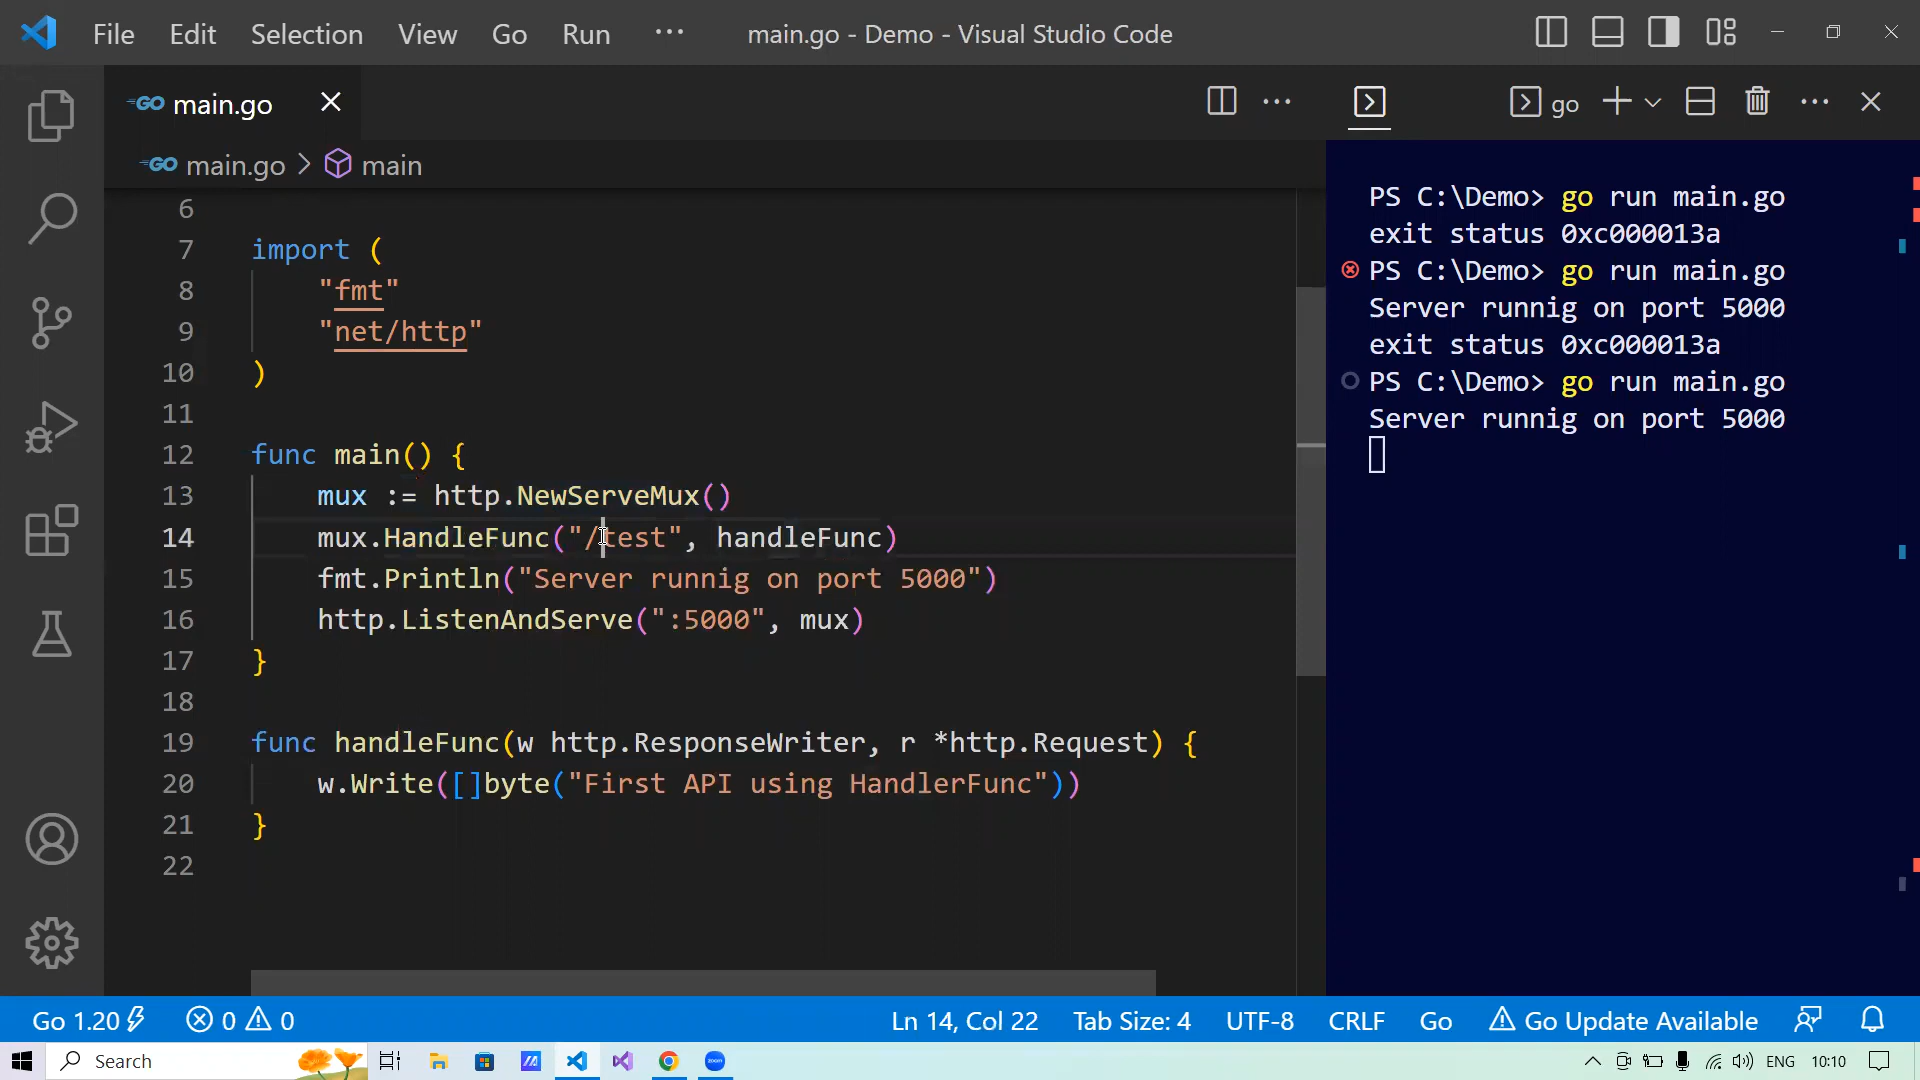 File Edit Selection View Go Run ··· main.go - Demo - Visual Studio Code
GO main.go
go
GO main.go > main
6
7 import (
8 "fmt"
9 "net/http"
10 )
11
12 func main() {
13 mux := http.NewServeMux()
14 mux.HandleFunc("/test", handleFunc)
15 fmt.Println("Server runnig on port 5000")
16 http.ListenAndServe(":5000", mux)
17 }
18
19 func handleFunc(w http.ResponseWriter, r *http.Request) {
20 w.Write([]byte("First API using HandlerFunc"))
21 }
22
PS C:\Demo> go run main.go
exit status 0xc000013a
PS C:\Demo> go run main.go
Server runnig on port 5000
exit status 0xc000013a
PS C:\Demo> go run main.go
Server runnig on port 5000
Go 1.20 0 0 Ln 14, Col 22 Tab Size: 4 UTF-8 CRLF Go Go Update Available
Search ENG 10:10